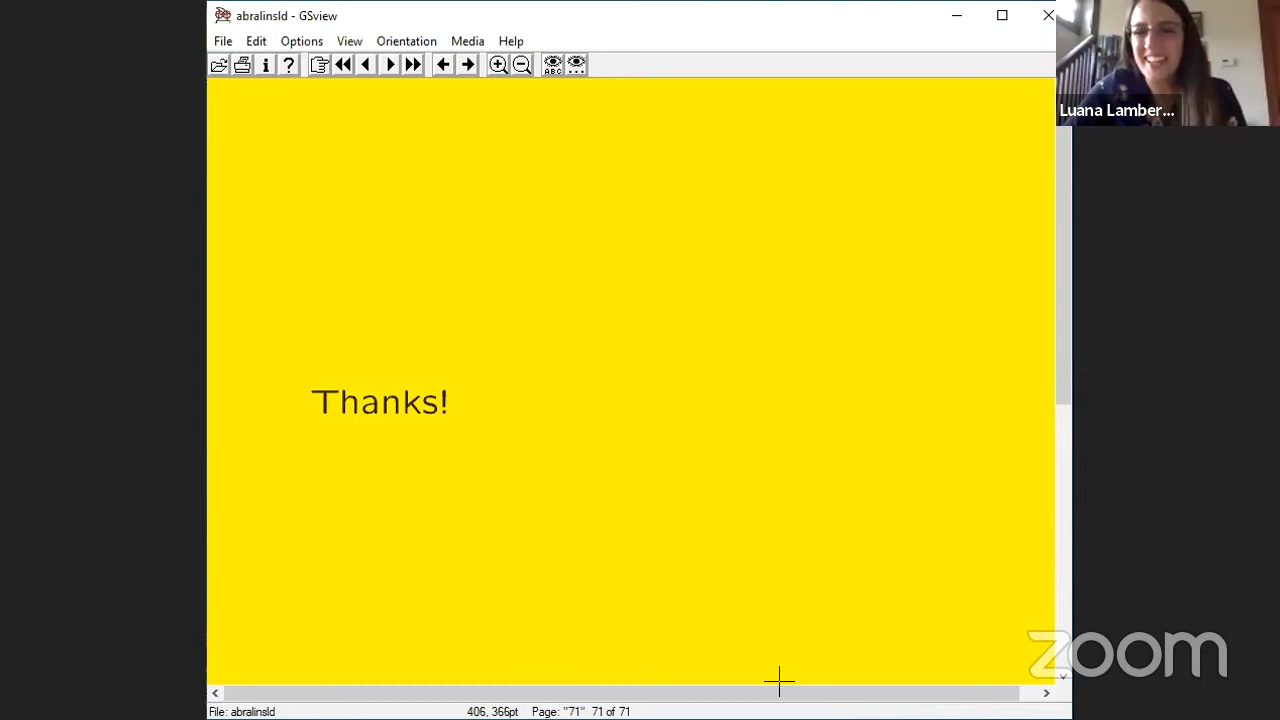 abralinsld - GSview
File Edit Options View Orientation Media Help
Luana Lamber...
Thanks!
zoom
File: abralinsld 406, 366pt Page: "71" 71 of 71